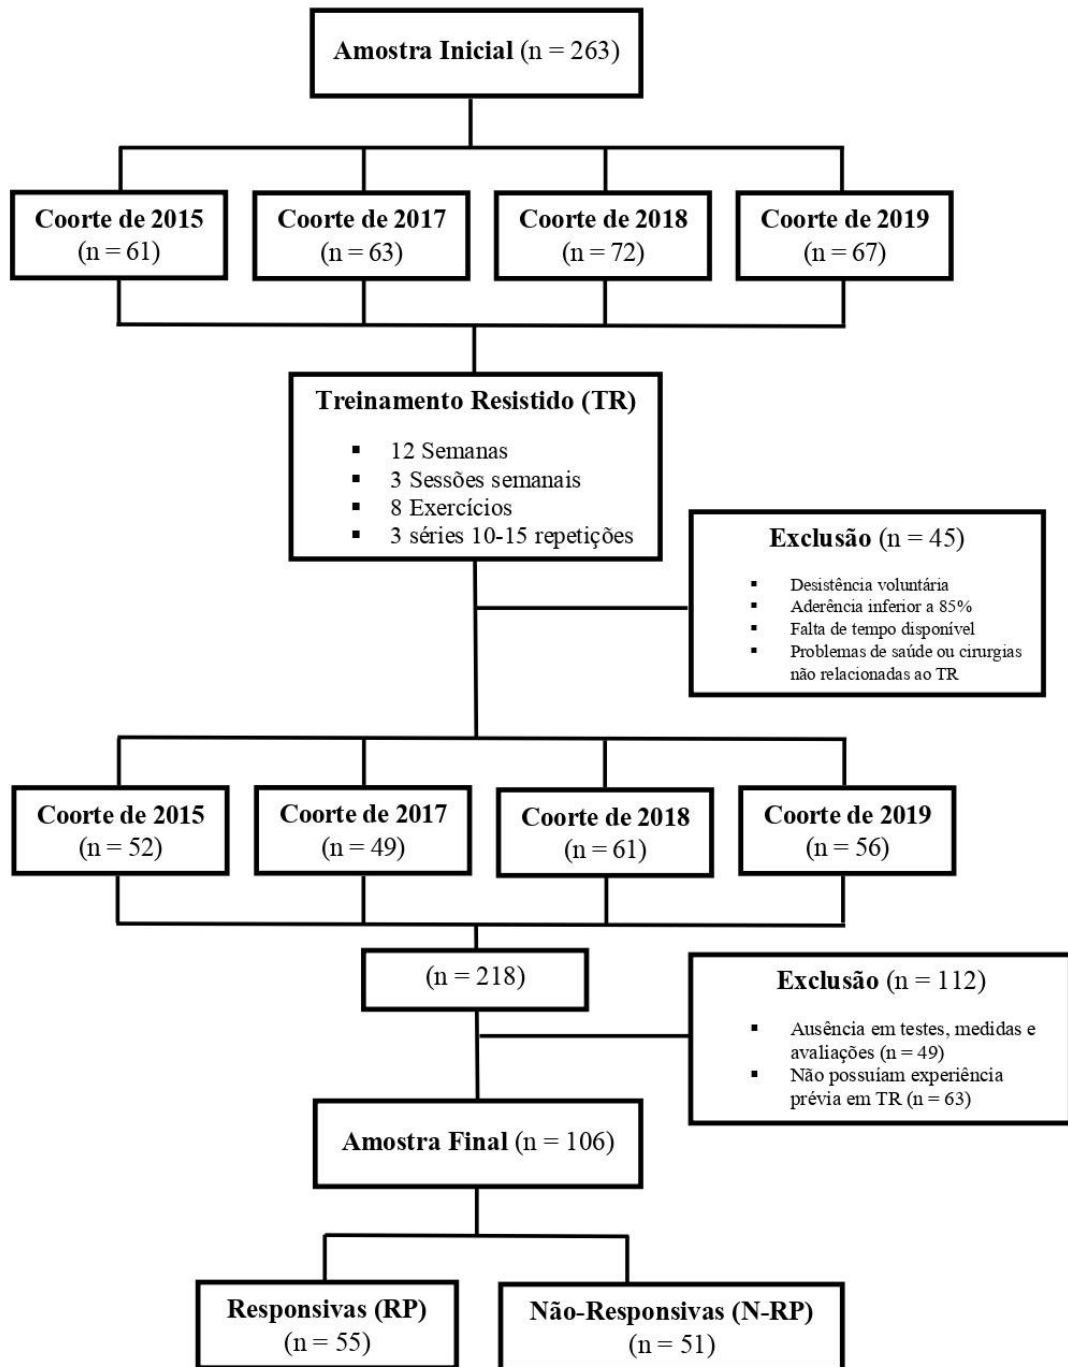 Amostra Inicial (n = 263)
Coorte de 2015
(n = 61)
Coorte de 2017
(n = 63)
Coorte de 2018
(n = 72)
Coorte de 2019
(n = 67)
Treinamento Resistido (TR)
▪ 12 Semanas
▪ 3 Sessões semanais
▪ 8 Exercícios
▪ 3 séries 10-15 repetições
Exclusão (n = 45)
▪ Desistência voluntária
▪ Aderência inferior a 85%
▪ Falta de tempo disponível
▪ Problemas de saúde ou cirurgias
não relacionadas ao TR
Coorte de 2015
(n = 52)
Coorte de 2017
(n = 49)
Coorte de 2018
(n = 61)
Coorte de 2019
(n = 56)
(n = 218)
Exclusão (n = 112)
▪ Ausência em testes, medidas e
avaliações (n = 49)
▪ Não possuíam experiência
prévia em TR (n = 63)
Amostra Final (n = 106)
Responsivas (RP)
(n = 55)
Não-Responsivas (N-RP)
(n = 51)